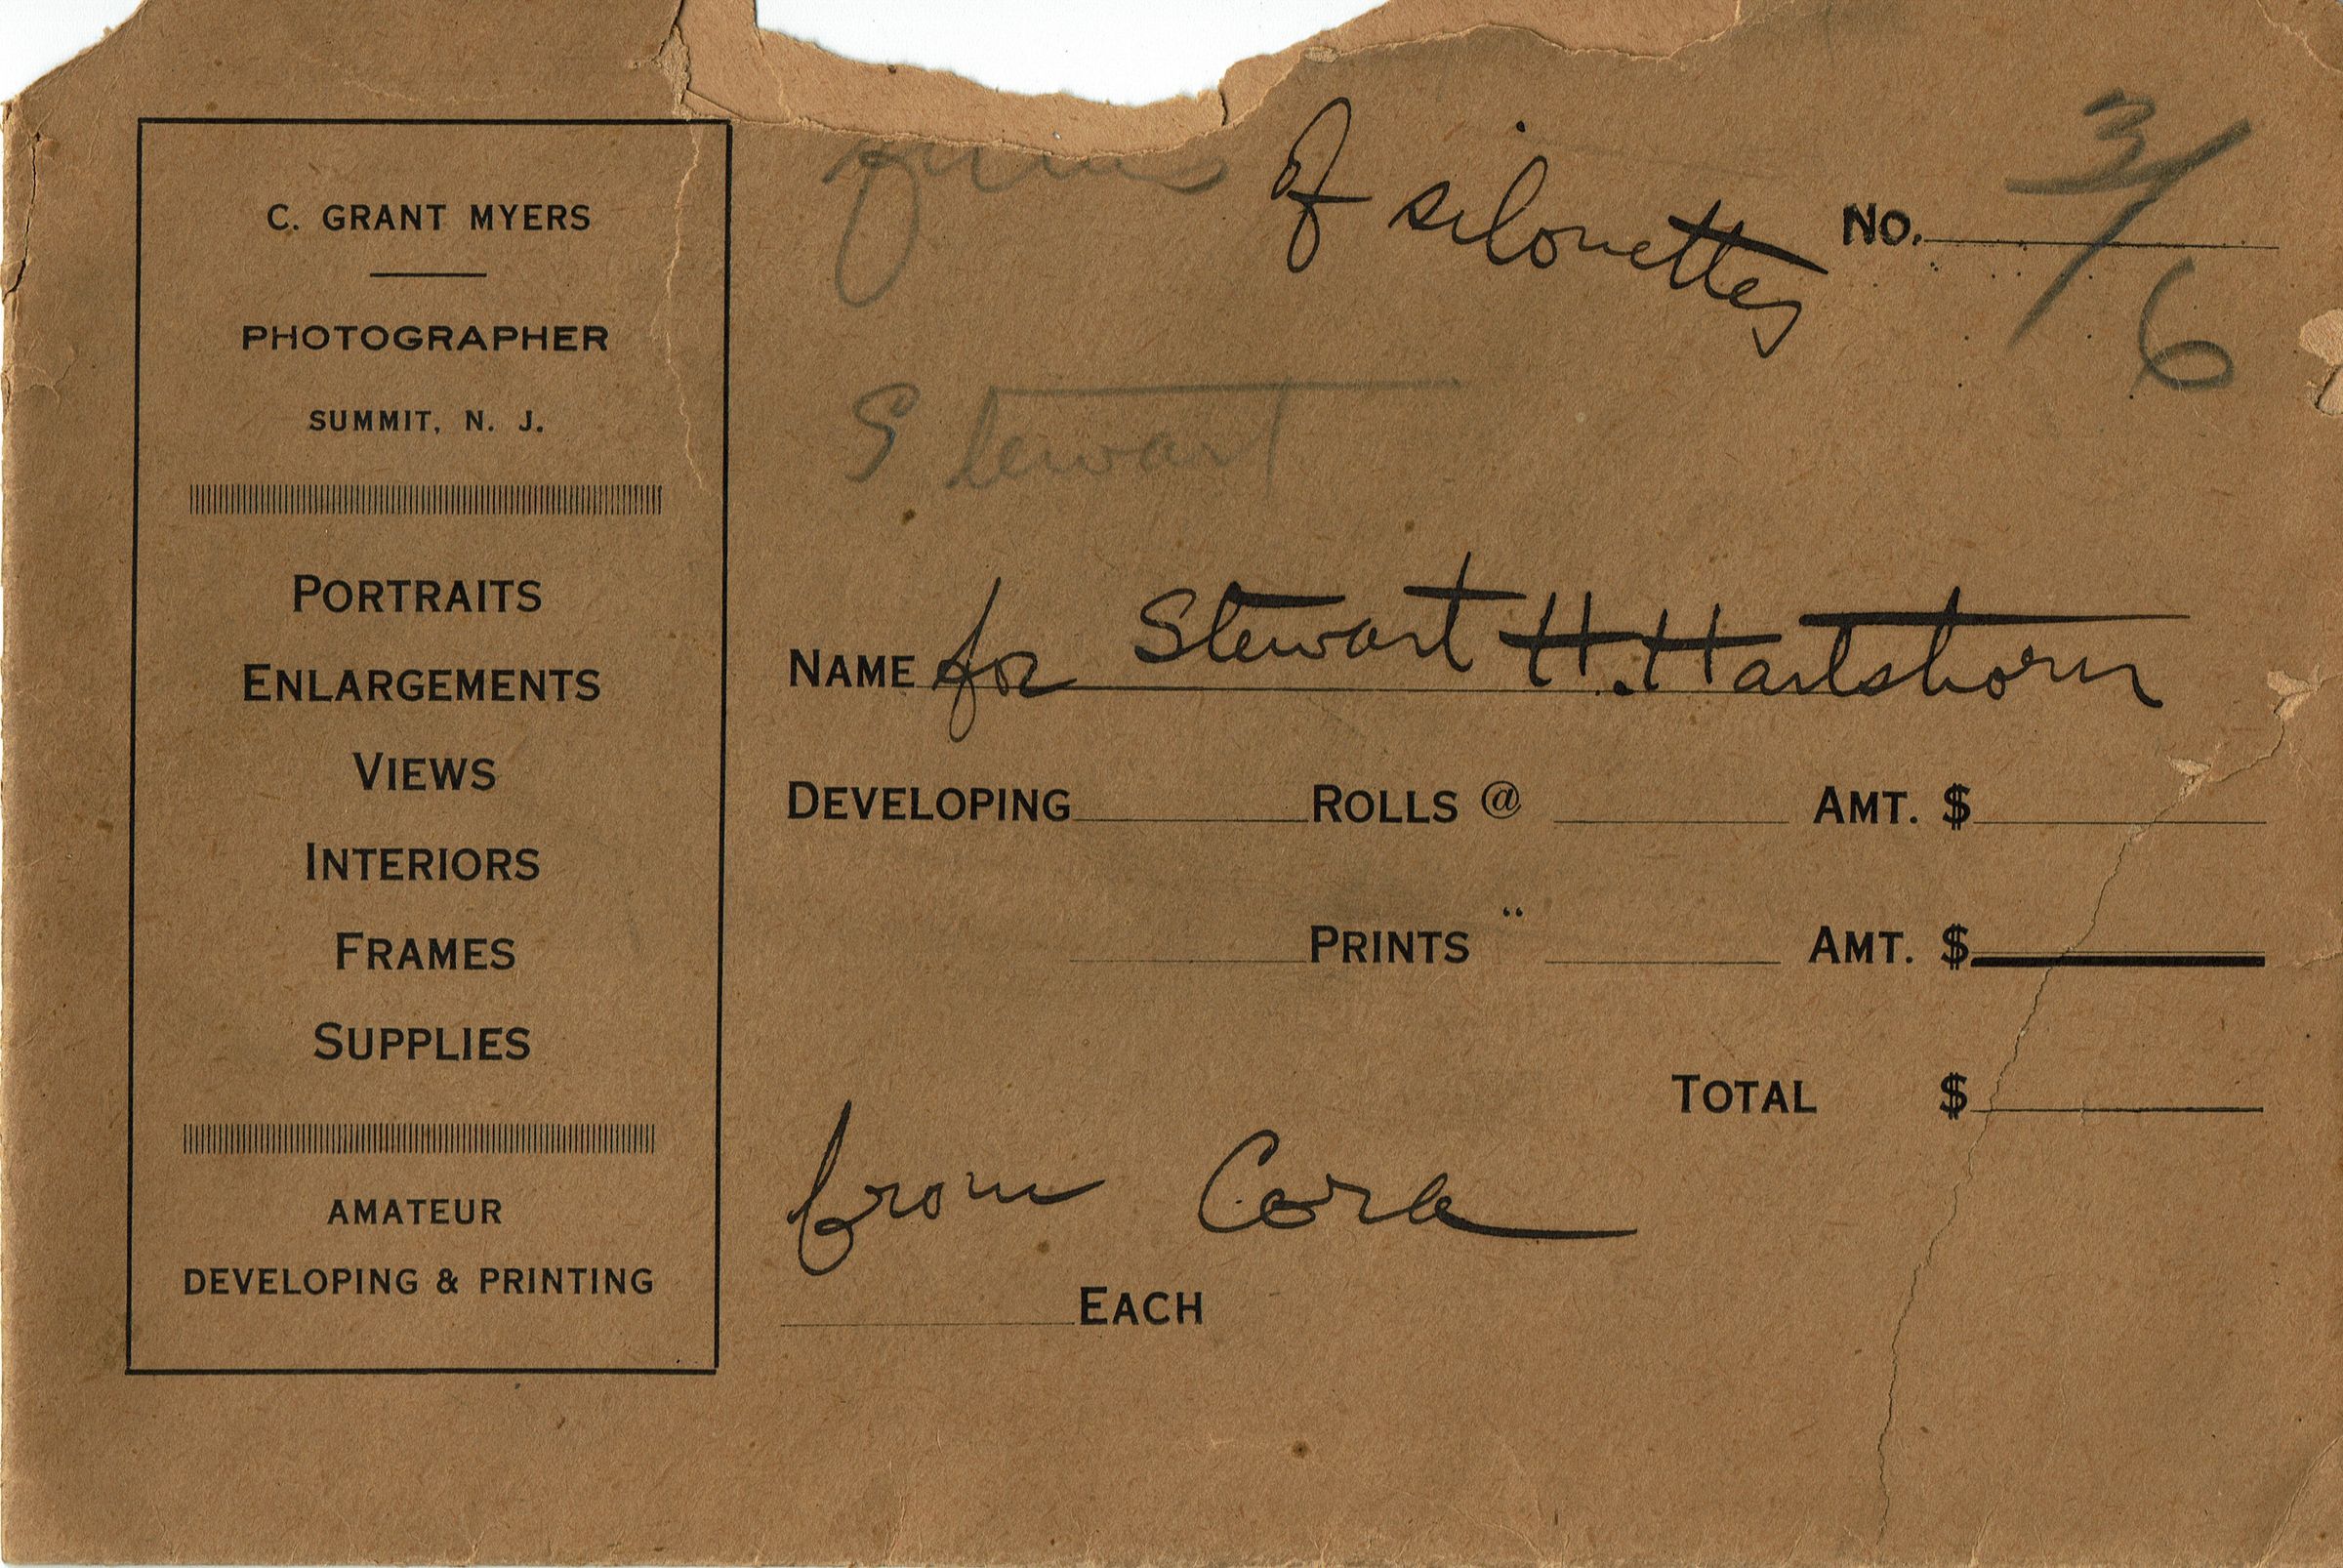 C. GRANT MYERS
PHOTOGRAPHER
SUMMIT, N. J.
PORTRAITS
ENLARGEMENTS
VIEWS
INTERIORS
FRAMES
SUPPLIES
AMATEUR
DEVELOPING & PRINTING
of silouettes
NO. 3/6
Stewart
NAME for Stewart H. Hartshorn
DEVELOPING ROLLS @ AMT. $
PRINTS " AMT. $
TOTAL $
from Cora
EACH